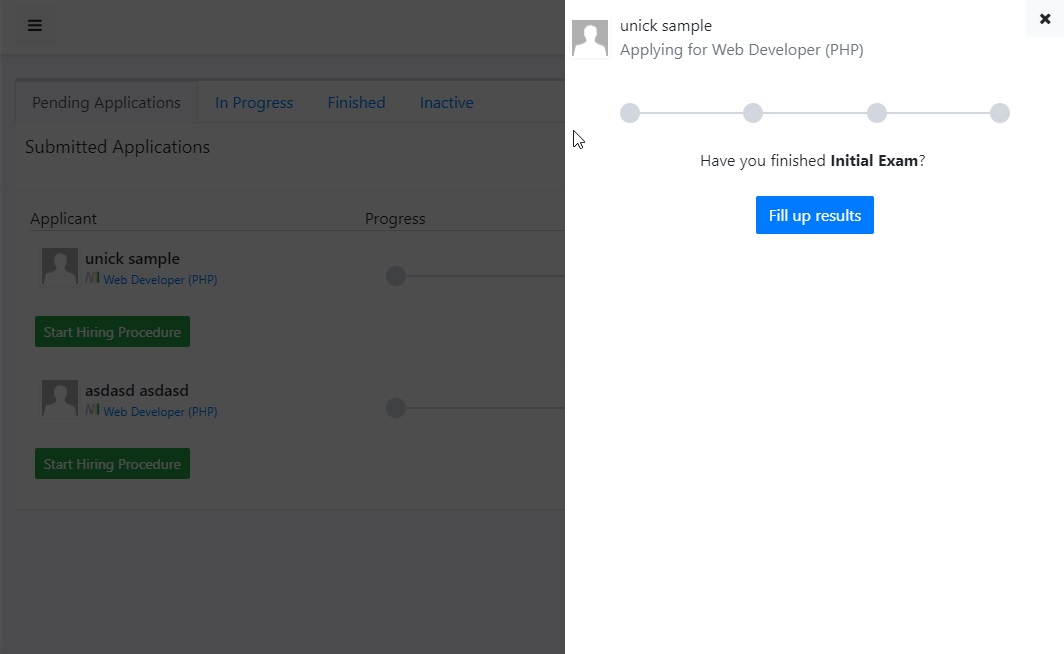 Pending Applications In Progress Finished Inactive
Submitted Applications
Applicant Progress
unick sample
Web Developer (PHP)
Start Hiring Procedure
asdasd asdasd
Web Developer (PHP)
Start Hiring Procedure
unick sample
Applying for Web Developer (PHP)
Have you finished Initial Exam?
Fill up results